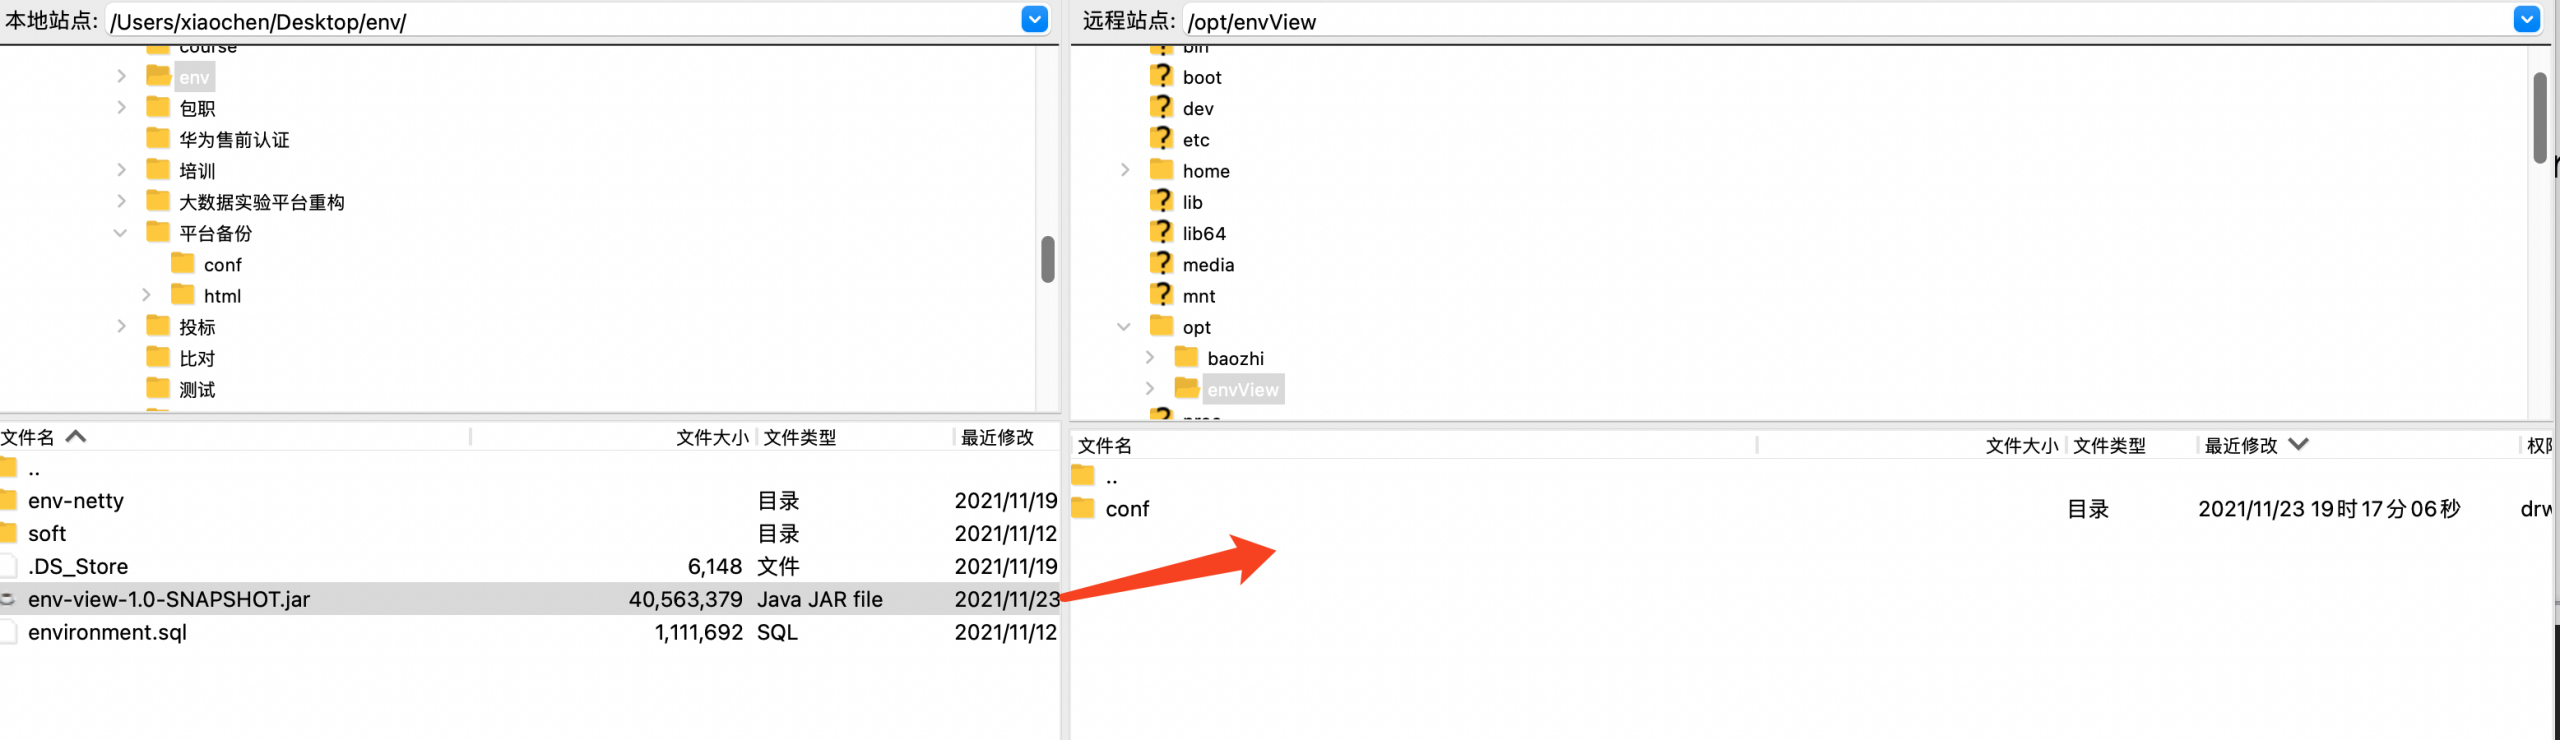 本地站点: /Users/xiaochen/Desktop/env/
course
env
包职
华为售前认证
培训
大数据实验平台重构
平台备份
conf
html
投标
比对
测试
文件名 文件大小 文件类型 最近修改
..
env-netty 目录 2021/11/19
soft 目录 2021/11/12
.DS_Store 6,148 文件 2021/11/19
env-view-1.0-SNAPSHOT.jar 40,563,379 Java JAR file 2021/11/23
environment.sql 1,111,692 SQL 2021/11/12
远程站点: /opt/envView
bin
boot
dev
etc
home
lib
lib64
media
mnt
opt
baozhi
envView
文件名 文件大小 文件类型 最近修改
..
conf 目录 2021/11/23 19时17分06秒